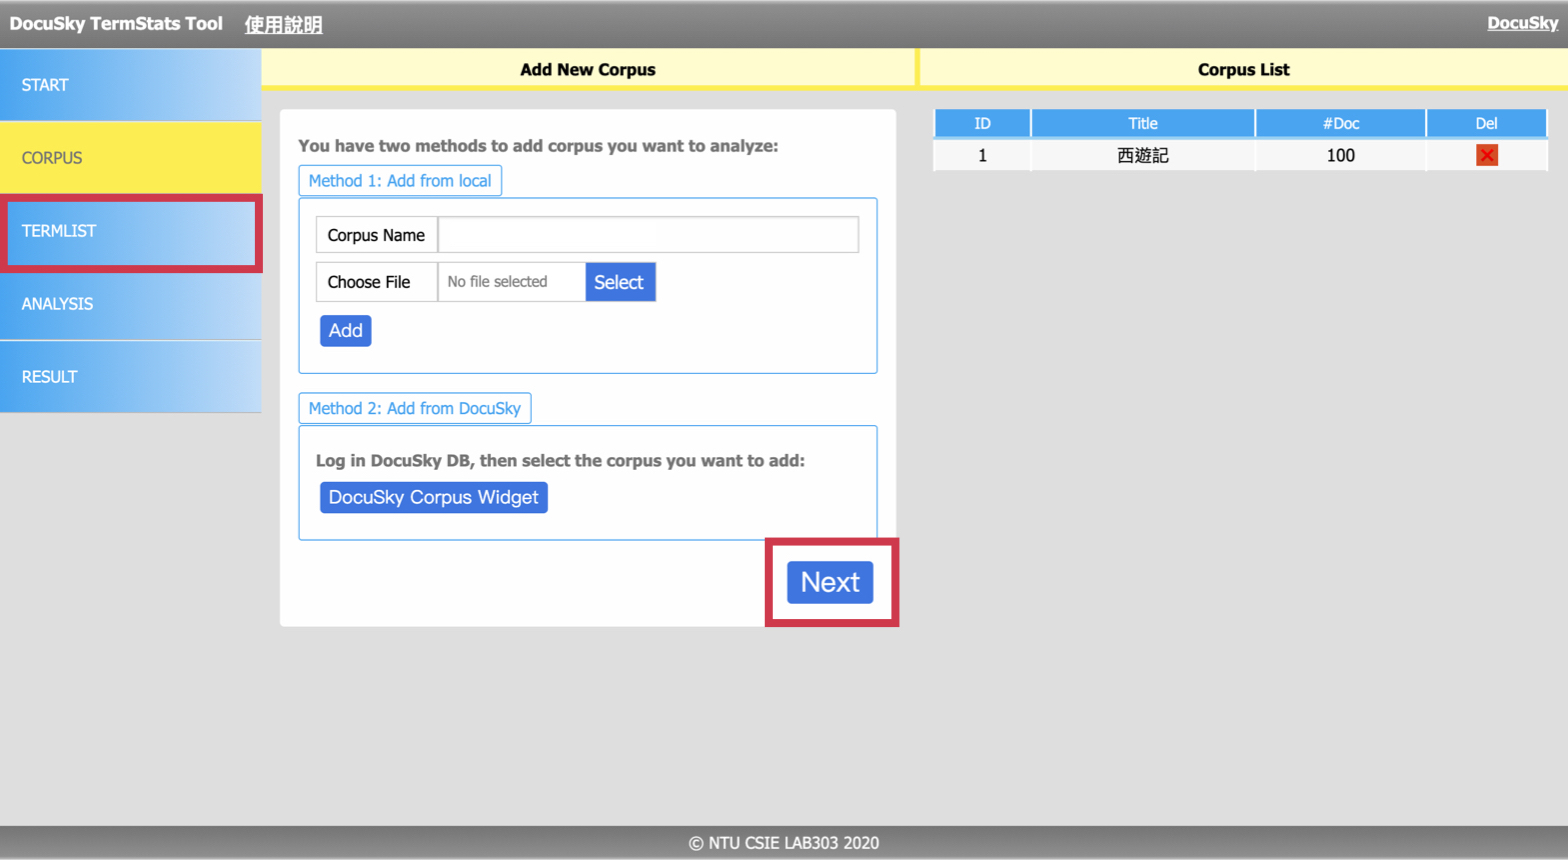 DocuSky TermStats Tool 使用說明 DocuSky
START
CORPUS
TERMLIST
ANALYSIS
RESULT
Add New Corpus
You have two methods to add corpus you want to analyze:
Method 1: Add from local
Corpus Name
Choose File No file selected Select
Add
Method 2: Add from DocuSky
Log in DocuSky DB, then select the corpus you want to add:
DocuSky Corpus Widget
Next
Corpus List
ID Title #Doc Del
1 西遊記 100
© NTU CSIE LAB303 2020